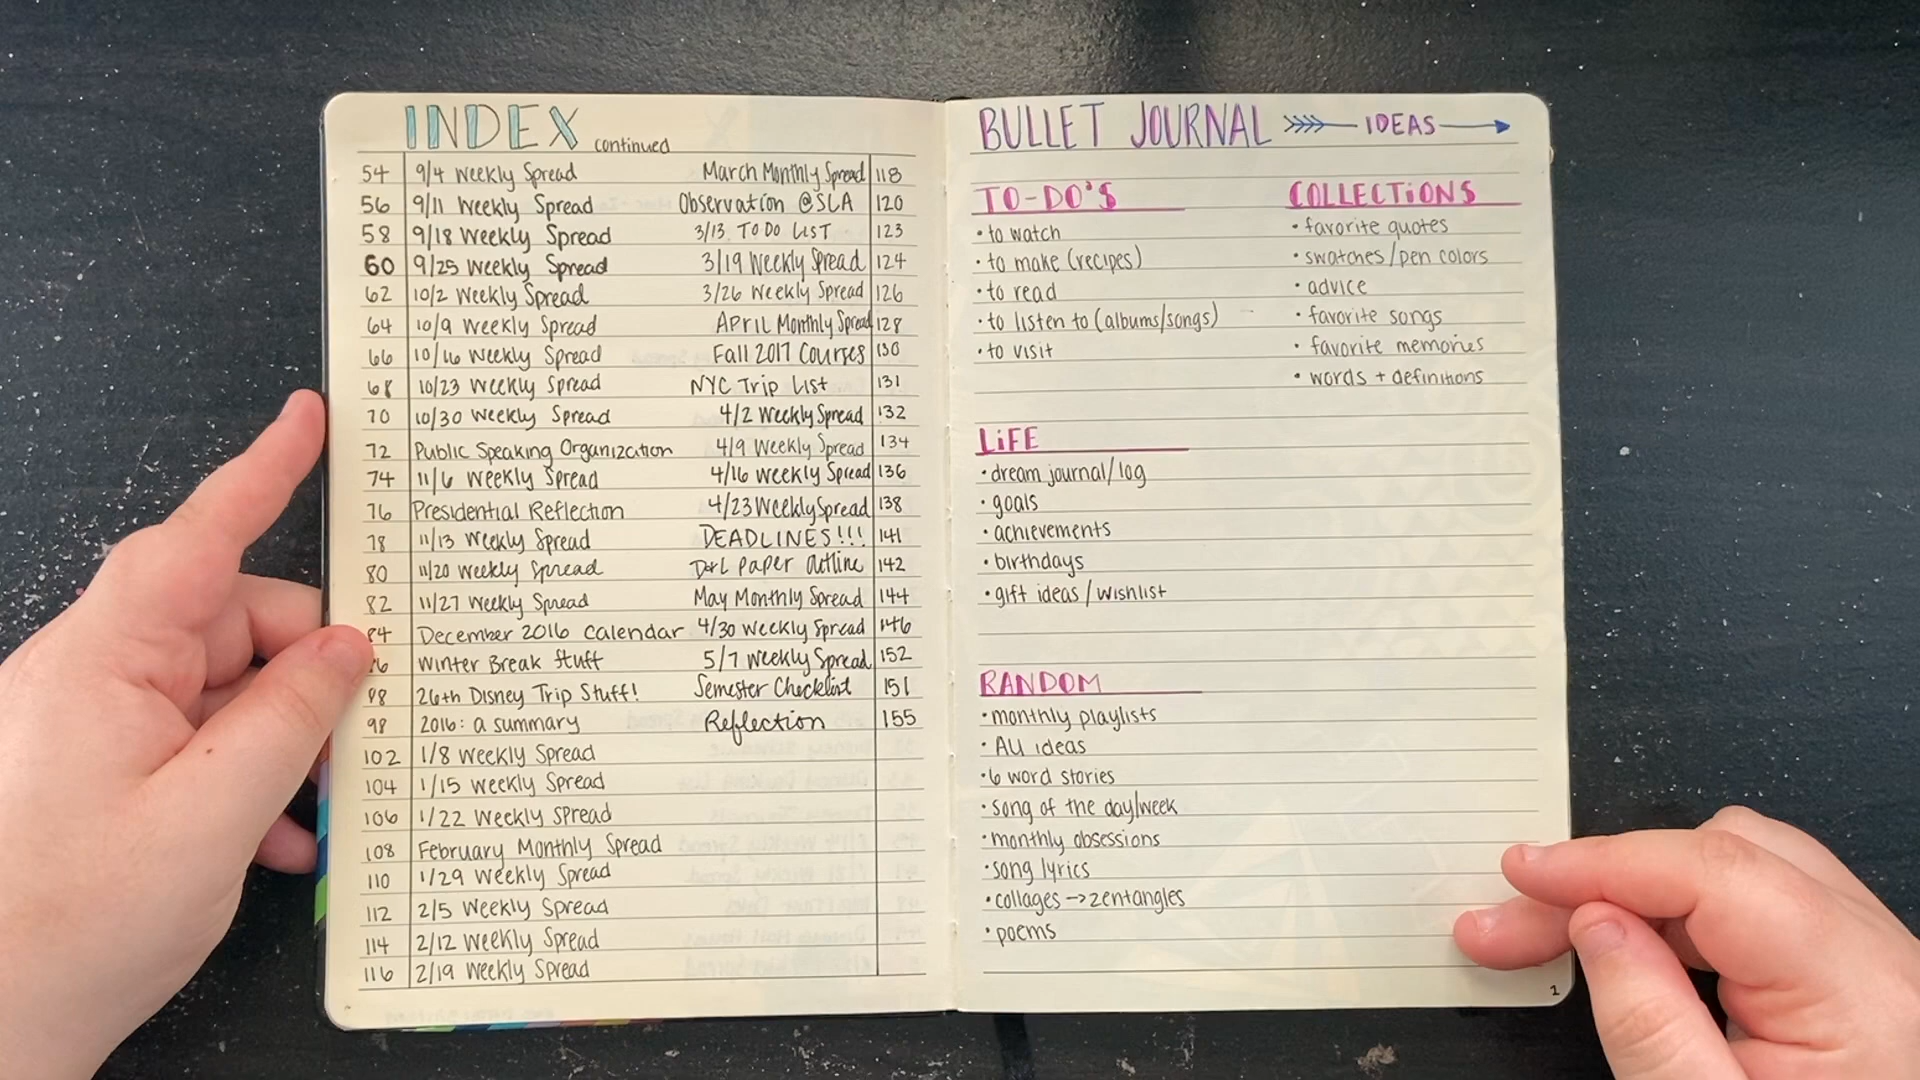 INDEX continued
54 9/4 Weekly Spread
56 9/11 Weekly Spread
58 9/18 Weekly Spread
60 9/25 Weekly Spread
62 10/2 Weekly Spread
64 10/9 Weekly Spread
66 10/16 Weekly Spread
68 10/23 Weekly Spread
70 10/30 Weekly Spread
72 Public Speaking Organization
74 11/6 Weekly Spread
76 Presidential Reflection
78 11/13 Weekly Spread
80 11/20 Weekly Spread
82 11/27 Weekly Spread
84 December 2016 Calendar
Winter Break Stuff
26th Disney Trip Stuff!
98 2016: a summary
102 1/8 Weekly Spread
104 1/15 Weekly Spread
106 1/22 Weekly Spread
108 February Monthly Spread
110 1/29 Weekly Spread
112 2/5 Weekly Spread
114 2/12 Weekly Spread
116 2/19 Weekly Spread
March Monthly Spread 118
Observation @SLA 120
3/13 TO DO LIST 123
3/19 Weekly Spread 124
3/26 Weekly Spread 126
APRIL Monthly Spread 128
Fall 2017 Courses 130
NYC Trip List 131
4/2 Weekly Spread 132
4/9 Weekly Spread 134
4/16 Weekly Spread 136
4/23 Weekly Spread 138
DEADLINES!!! 141
Paper Outline 142
May Monthly Spread 144
4/30 Weekly Spread 146
5/7 Weekly Spread 152
Semester Checklist 151
Reflection 155
BULLET JOURNAL IDEAS
TO-DO'S
• to watch
• to make (recipes)
• to read
• to listen to (albums/songs)
• to visit
COLLECTIONS
• favorite quotes
• swatches/pen colors
• advice
• favorite songs
• favorite memories
• words + definitions
LiFE
• dream journal/log
• goals
• achievements
• birthdays
• gift ideas/wishlist
RANDOM
• monthly playlists
• AU ideas
• 6 word stories
• song of the day/week
• monthly obsessions
• song lyrics
• collages → zentangles
• poems
1